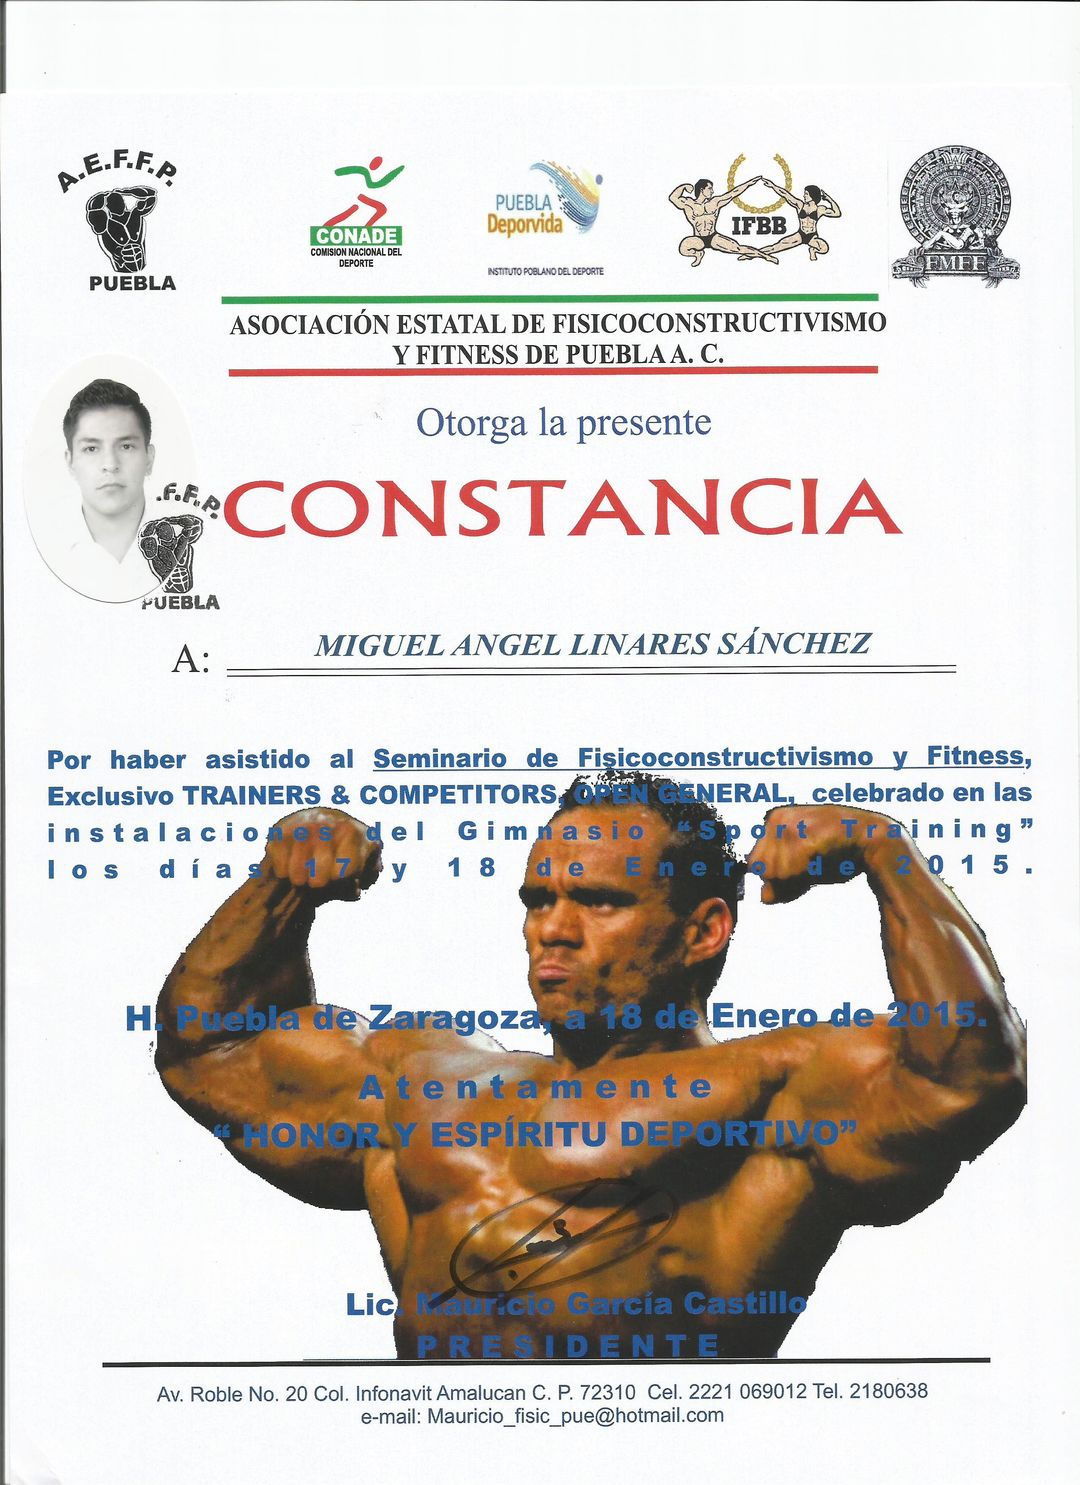 A.E.F.F.P.
PUEBLA
CONADE
COMISION NACIONAL DEL
DEPORTE
PUEBLA
Deporvida
INSTITUTO POBLANO DEL DEPORTE
IFBB
FMFF
ASOCIACIÓN ESTATAL DE FISICOCONSTRUCTIVISMO
Y FITNESS DE PUEBLA A. C.
Otorga la presente
.F.F.P.
PUEBLA
CONSTANCIA
A: MIGUEL ANGEL LINARES SÁNCHEZ
Por haber asistido al Seminario de Fisicoconstructivismo y Fitness,
Exclusivo TRAINERS & COMPETITORS, OPEN GENERAL, celebrado en las
instalaciones del Gimnasio “Sport Training”
los días 17 y 18 de Enero de 2015.
H. Puebla de Zaragoza, a 18 de Enero de 2015.
Atentamente
“ HONOR Y ESPÍRITU DEPORTIVO”
Lic. Mauricio García Castillo
PRESIDENTE
Av. Roble No. 20 Col. Infonavit Amalucan C. P. 72310 Cel. 2221 069012 Tel. 2180638
e-mail: Mauricio_fisic_pue@hotmail.com